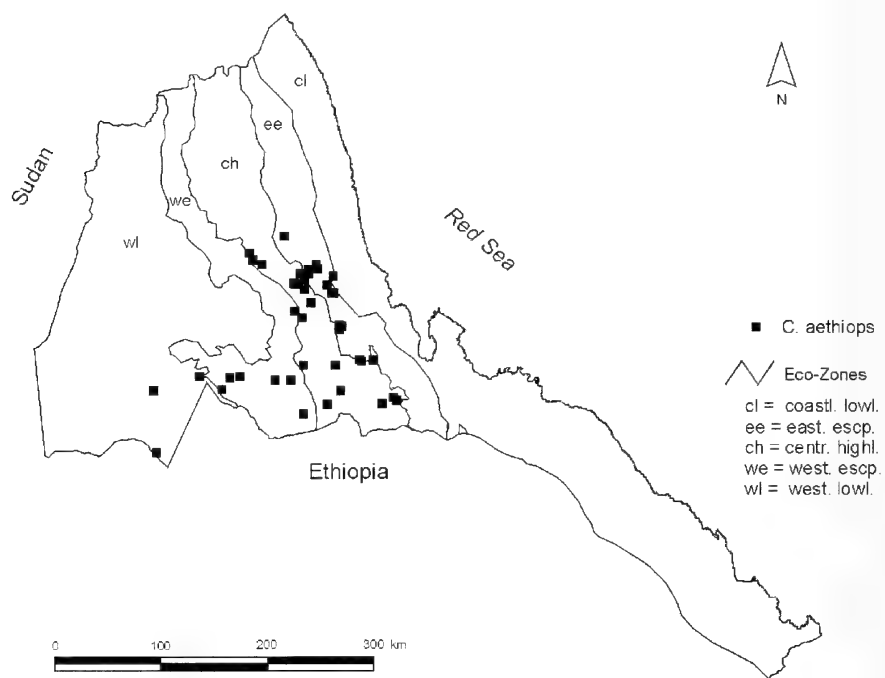 cl
N
ee
Sudan
ch
we
Red Sea
wl
C. aethiops
Eco-Zones
cl = coastl. lowl.
ee = east. escp.
ch = centr. highl.
we = west. escp.
wl = west. lowl.
Ethiopia
0 100 200 300 km